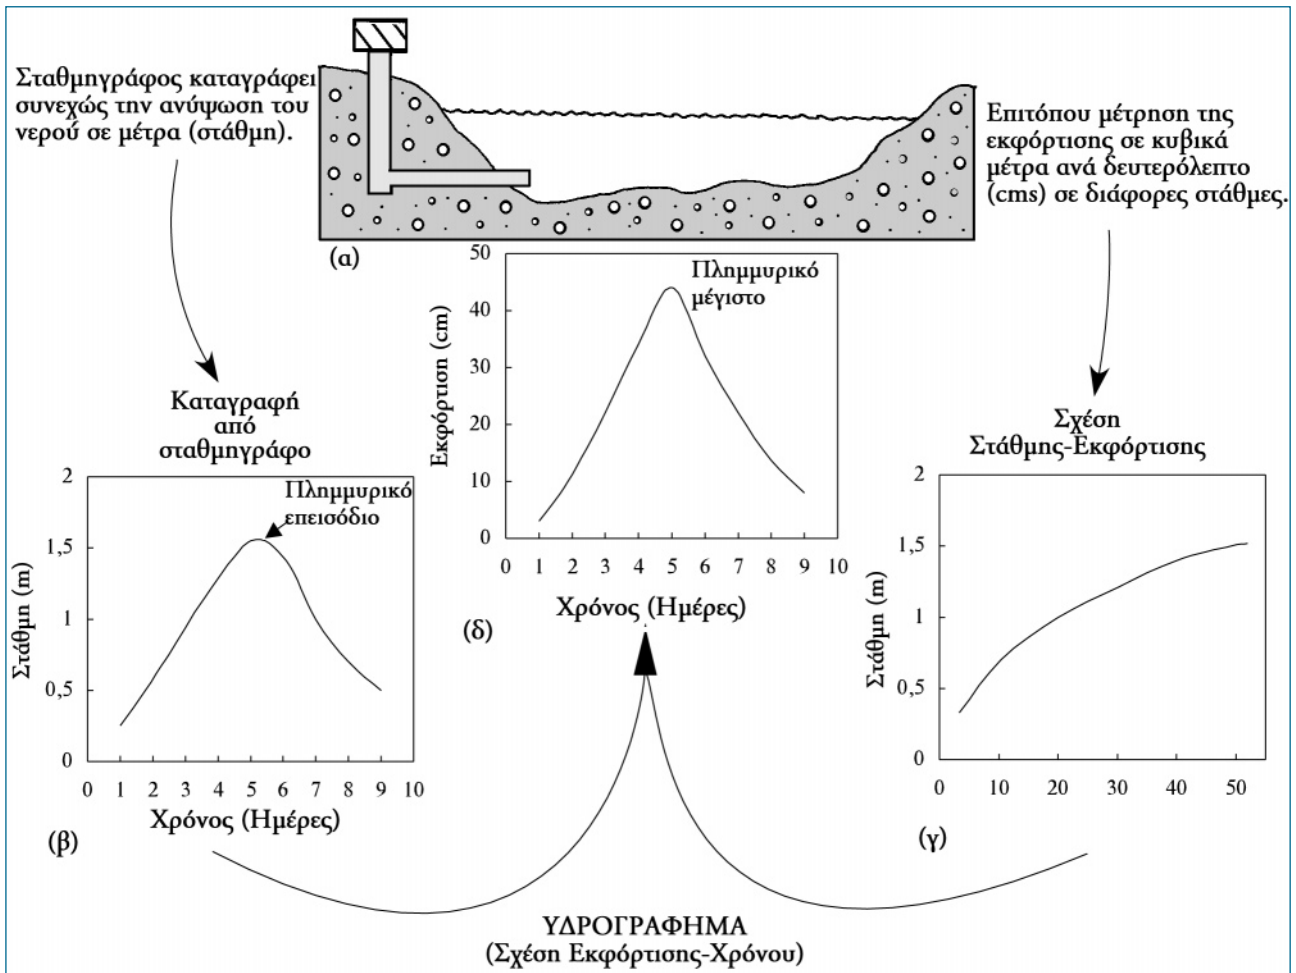 Σταθμηγράφος καταγράφει
συνεχώς την ανύψωση του
νερού σε μέτρα (στάθμη).
Επιτόπου μέτρηση της
εκφόρτισης σε κυβικά
μέτρα ανά δευτερόλεπτο
(cms) σε διάφορες στάθμες.
(α)
Πλημμυρικό
μέγιστο
Εκφόρτιση (cm)
50
40
30
20
10
0
0 1 2 3 4 5 6 7 8 9 10
Χρόνος (Ημέρες)
(δ)
Καταγραφή
από
σταθμηγράφο
Πλημμυρικό
επεισόδιο
Στάθμη (m)
2
1,5
1
0,5
0
0 1 2 3 4 5 6 7 8 9 10
Χρόνος (Ημέρες)
(β)
Σχέση
Στάθμης-Εκφόρτισης
Στάθμη (m)
2
1,5
1
0,5
0
0 10 20 30 40 50
(γ)
ΥΔΡΟΓΡΑΦΗΜΑ
(Σχέση Εκφόρτισης-Χρόνου)